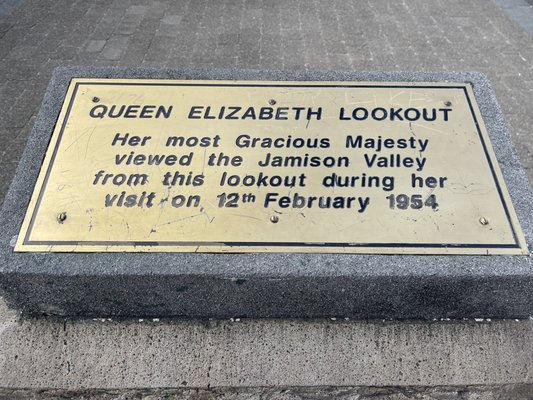 QUEEN ELIZABETH LOOKOUT
Her most Gracious Majesty
viewed the Jamison Valley
from this lookout during her
visit on 12th February 1954